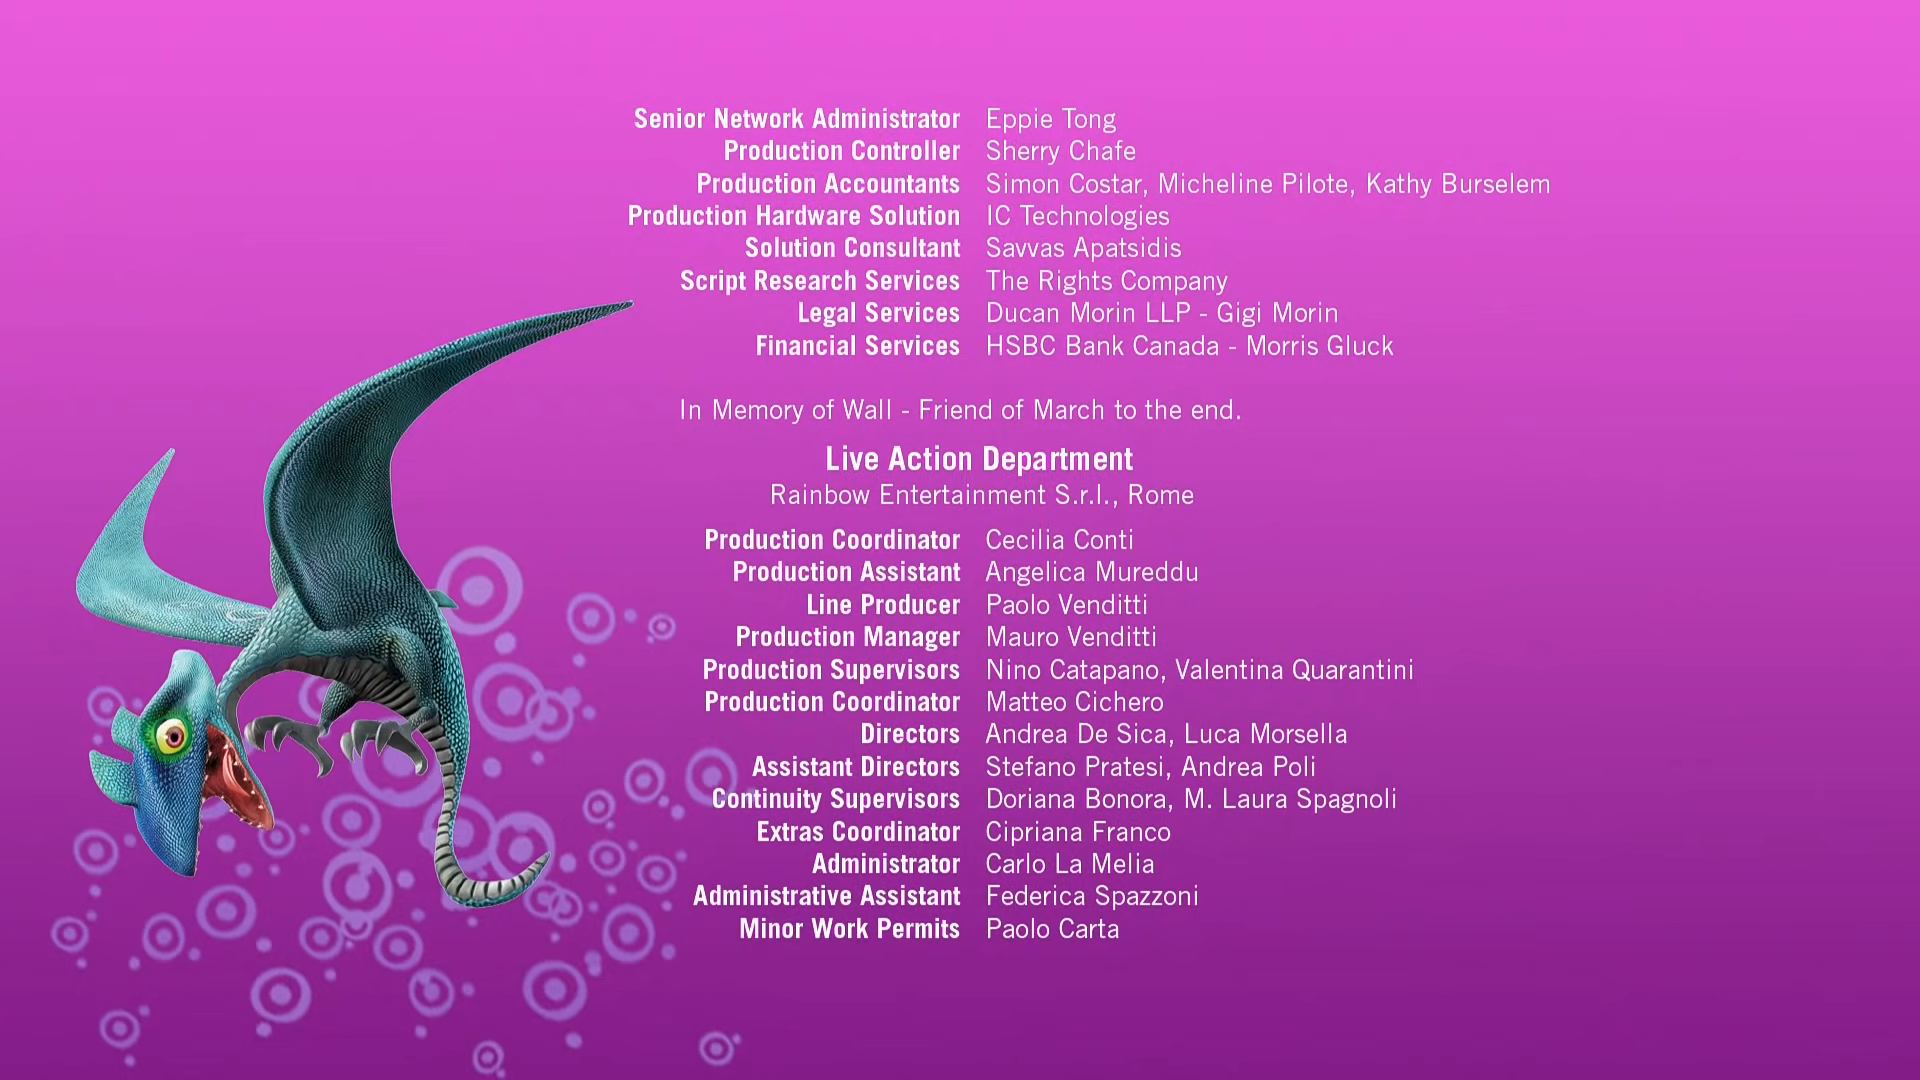 Senior Network Administrator Eppie Tong
Production Controller Sherry Chafe
Production Accountants Simon Costar, Micheline Pilote, Kathy Burselem
Production Hardware Solution IC Technologies
Solution Consultant Savvas Apatsidis
Script Research Services The Rights Company
Legal Services Ducan Morin LLP - Gigi Morin
Financial Services HSBC Bank Canada - Morris Gluck
In Memory of Wall - Friend of March to the end.
Live Action Department
Rainbow Entertainment S.r.l., Rome
Production Coordinator Cecilia Conti
Production Assistant Angelica Mureddu
Line Producer Paolo Venditti
Production Manager Mauro Venditti
Production Supervisors Nino Catapano, Valentina Quarantini
Production Coordinator Matteo Cichero
Directors Andrea De Sica, Luca Morsella
Assistant Directors Stefano Pratesi, Andrea Poli
Continuity Supervisors Doriana Bonora, M. Laura Spagnoli
Extras Coordinator Cipriana Franco
Administrator Carlo La Melia
Administrative Assistant Federica Spazzoni
Minor Work Permits Paolo Carta